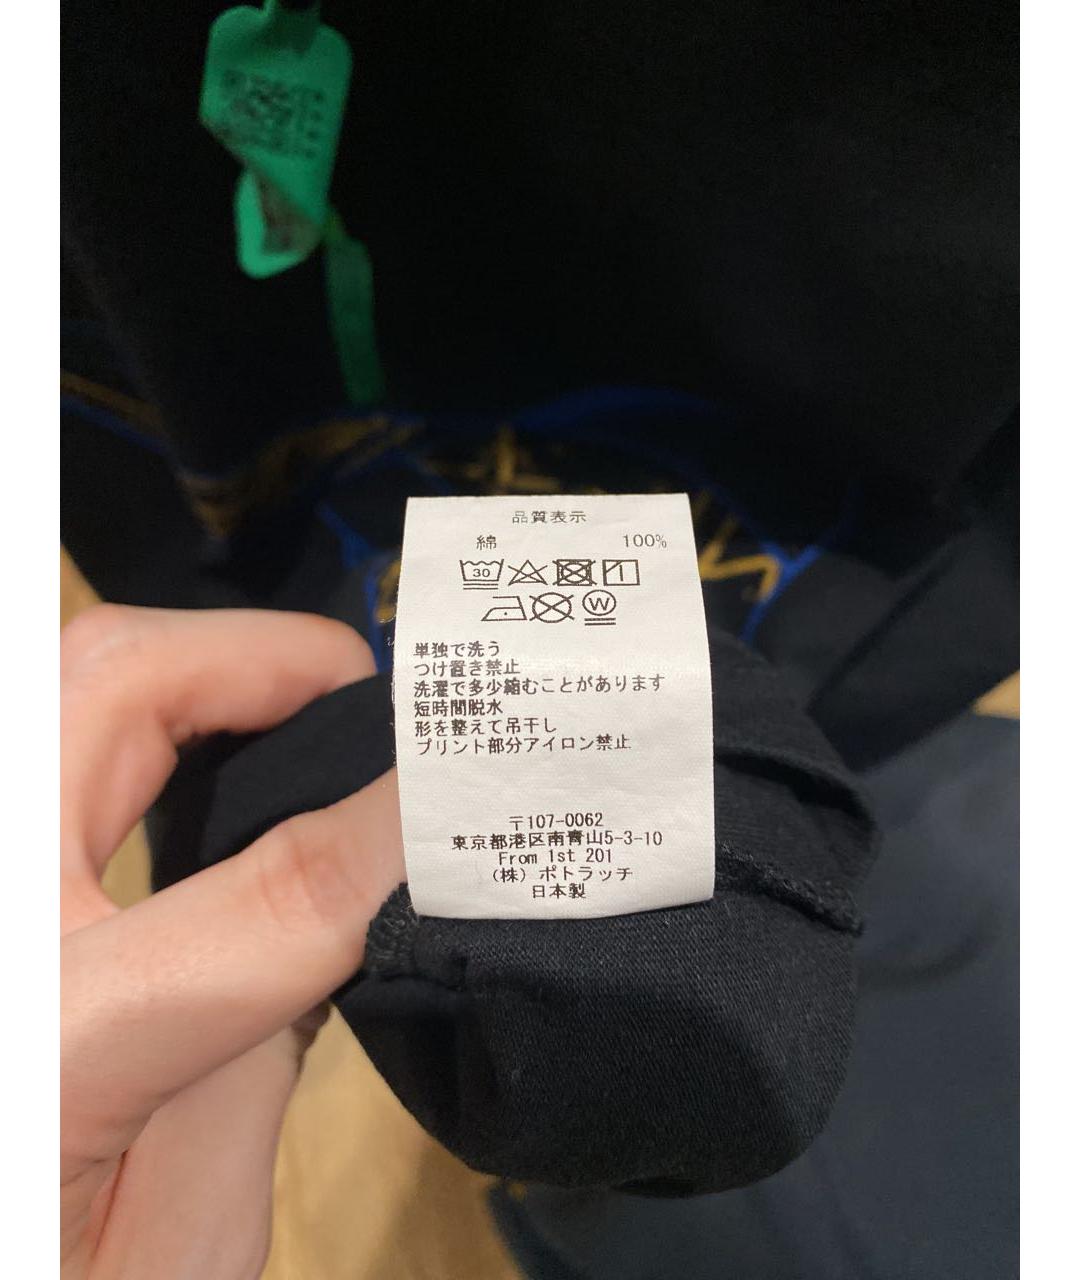 品質表示
綿 100%
30
W
単独で洗う
つけ置き禁止
洗濯で多少縮むことがあります
短時間脱水
形を整えて吊干し
プリント部分アイロン禁止
〒107-0062
東京都港区南青山5-3-10
From 1st 201
(株) ポトラッチ
日本製